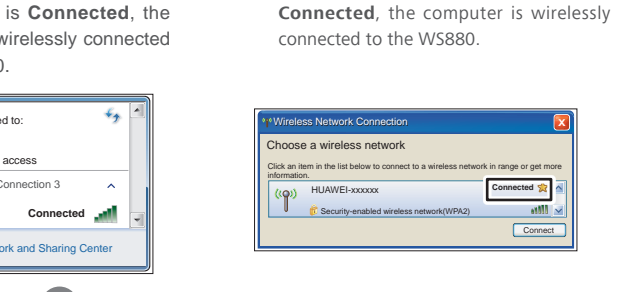 is Connected, the
wirelessly connected
0.
ed to:
access
Connection 3
Connected
ork and Sharing Center
Connected, the computer is wirelessly
connected to the WS880.
Wireless Network Connection
Choose a wireless network
Click an item in the list below to connect to a wireless network in range or get more
information.
HUAWEI-xxxxxx
Connected
Security-enabled wireless network(WPA2)
Connect